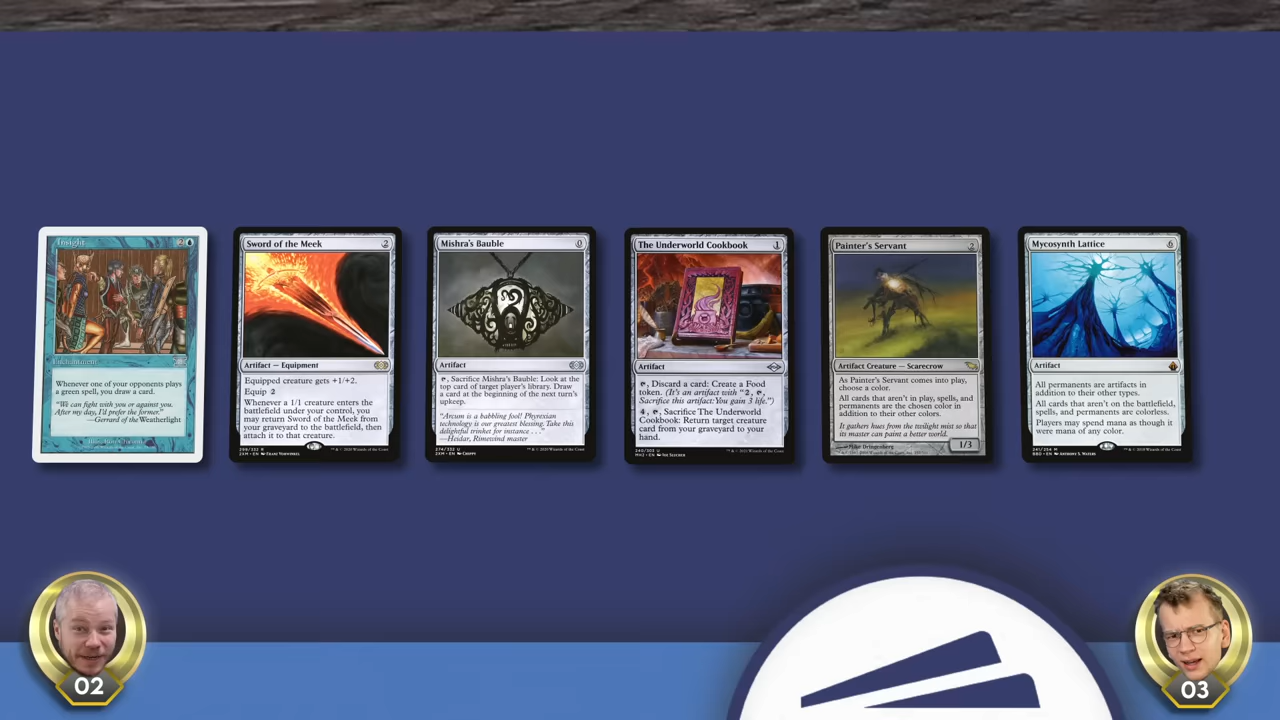 Insight
2
Enchantment
Whenever one of your opponents plays
a green spell, you draw a card.
"We can fight with you or against you.
After my day, I'd prefer the former."
—Gerrard of the Weatherlight
Sword of the Meek
2
Artifact — Equipment
Equipped creature gets +1/+2.
Equip 2
Whenever a 1/1 creature enters the
battlefield under your control, you
may return Sword of the Meek from
your graveyard to the battlefield, then
attach it to that creature.
Mishra's Bauble
0
Artifact
, Sacrifice Mishra's Bauble: Look at the
top card of target player's library. Draw
a card at the beginning of the next turn's
upkeep.
"Arcum is a babbling fool! Phyrexian
technology is our greatest blessing. Take this
delightful trinket for instance . . ."
—Heidar, Rimewind master
The Underworld Cookbook
1
Artifact
, Discard a card: Create a Food
token. (It's an artifact with "2, ,
Sacrifice this artifact: You gain 3 life.")
4, , Sacrifice The Underworld
Cookbook: Return target creature
card from your graveyard to your
hand.
Painter's Servant
2
Artifact Creature — Scarecrow
As Painter's Servant comes into play,
choose a color.
All cards that aren't in play, spells, and
permanents are the chosen color in
addition to their other colors.
It gathers hues from the twilight mist so that
its master can paint a better world.
1/3
Mycosynth Lattice
6
Artifact
All permanents are artifacts in
addition to their other types.
All cards that aren't on the battlefield,
spells, and permanents are colorless.
Players may spend mana as though it
were mana of any color.
02
03